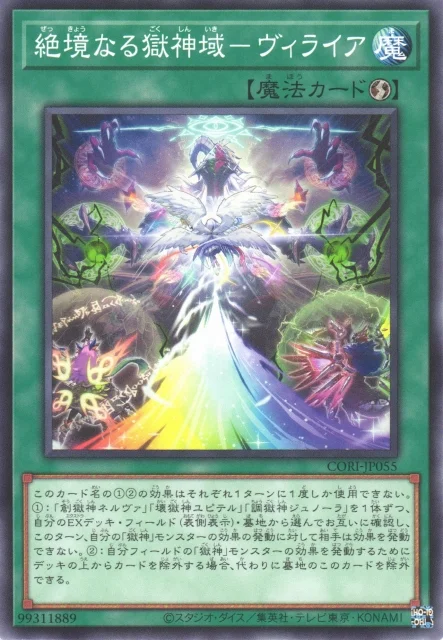 絶境なる獄神域－ヴィライア
魔
【魔法カード】
CORI-JP055
このカード名の①②の効果はそれぞれ１ターンに１度しか使用できない。
①：「創獄神ネルヴァ」「壊獄神ユピテル」「調獄神ジュノーラ」を１体ずつ、
自分のEXデッキ・フィールド（表側表示）・墓地から選んでお互いに確認し、
このターン、自分の「獄神」モンスターの効果の発動に対して相手は効果を発動
できない。②：自分フィールドの「獄神」モンスターの効果を発動するために
デッキの上からカードを除外する場合、代わりに墓地のこのカードを除外
できる。
99311889
©スタジオ・ダイス／集英社・テレビ東京・KONAMI